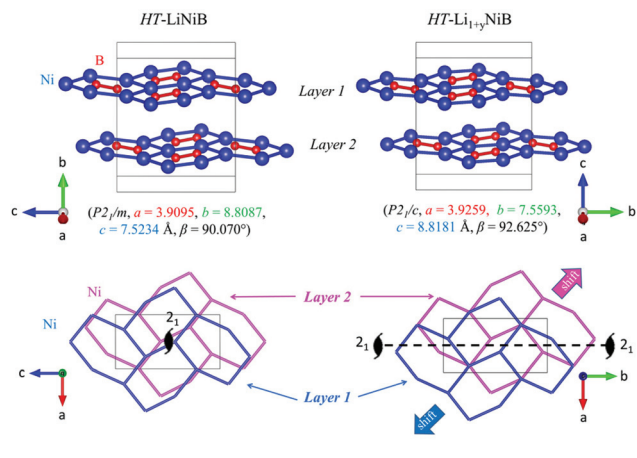 HT-LiNiB
HT-Li1+yNiB
B
Ni
Layer 1
Layer 2
b
c
a
c
b
a
(P21/m, a = 3.9095, b = 8.8087,
c = 7.5234 Å, β = 90.070°)
(P21/c, a = 3.9259, b = 7.5593,
c = 8.8181 Å, β = 92.625°)
Ni
Ni
21
Layer 2
shift
21
21
c
a
a
Layer 1
b
a
shift